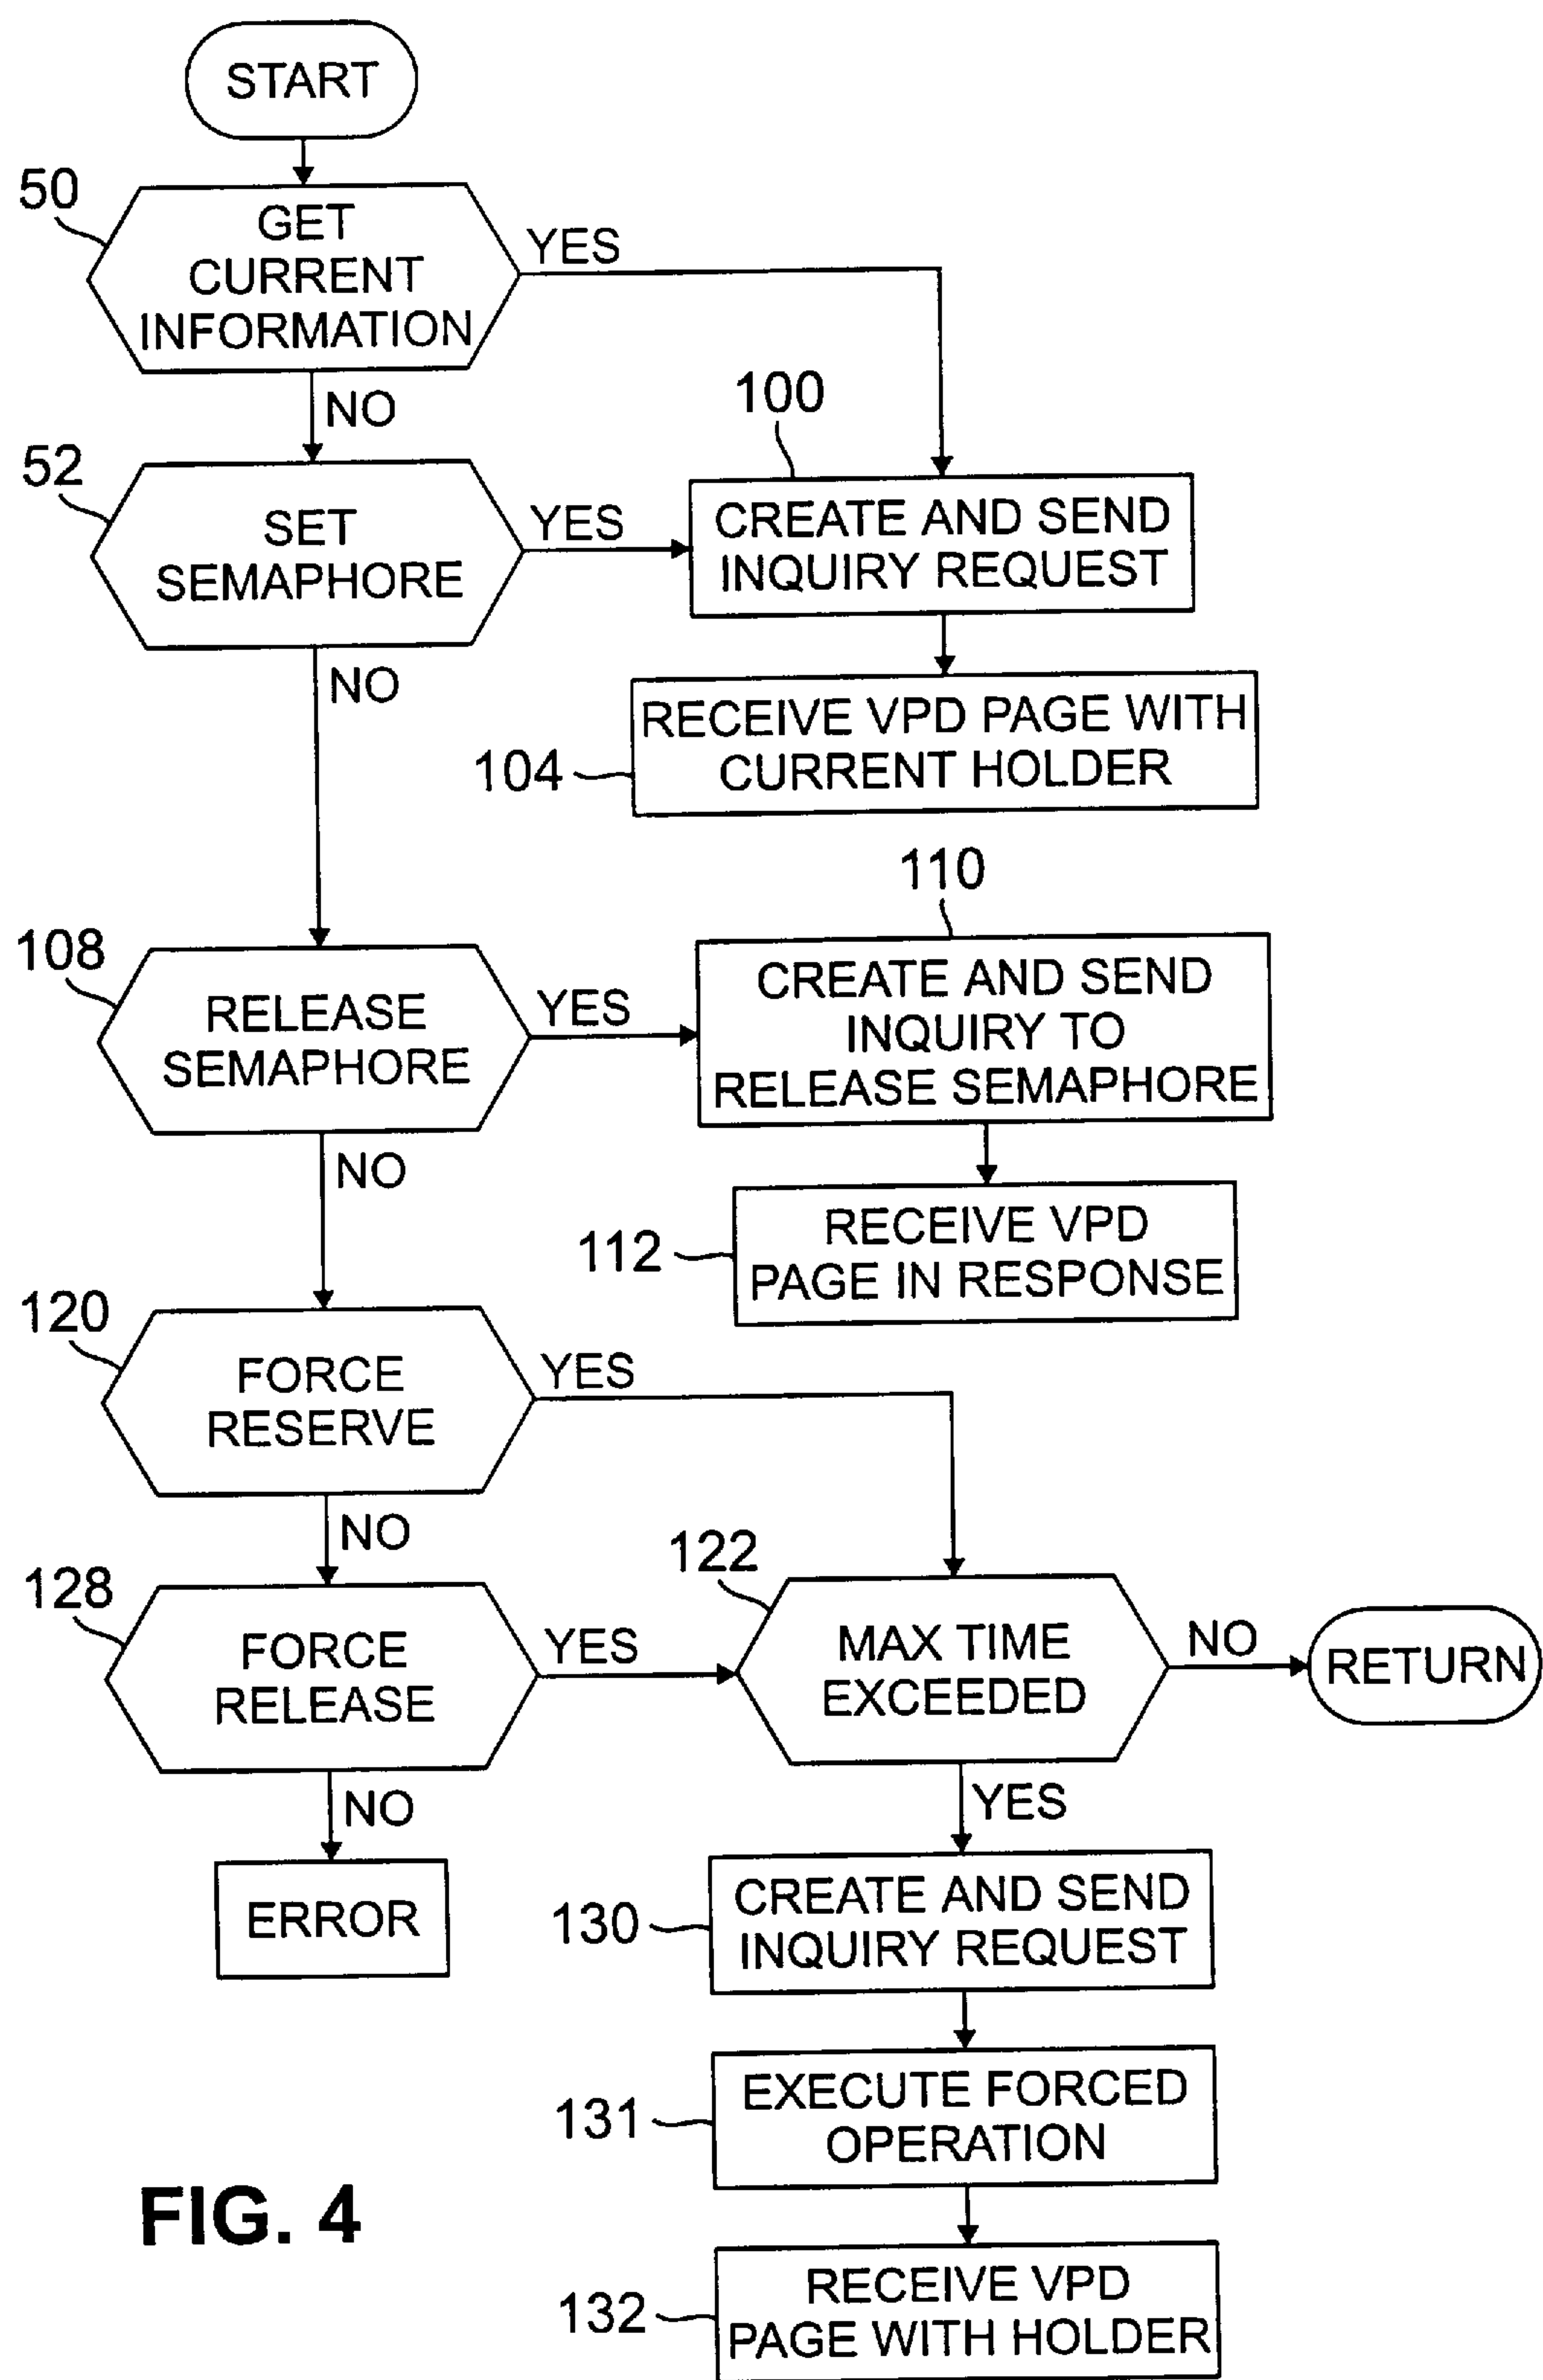 START
50
GET
CURRENT
INFORMATION
YES
NO
100
52
SET
SEMAPHORE
YES
CREATE AND SEND
INQUIRY REQUEST
NO
RECEIVE VPD PAGE WITH
CURRENT HOLDER
104
110
108
RELEASE
SEMAPHORE
YES
CREATE AND SEND
INQUIRY TO
RELEASE SEMAPHORE
NO
112
RECEIVE VPD
PAGE IN RESPONSE
120
FORCE
RESERVE
YES
NO
122
128
FORCE
RELEASE
YES
MAX TIME
EXCEEDED
NO
RETURN
NO
YES
ERROR
130
CREATE AND SEND
INQUIRY REQUEST
131
EXECUTE FORCED
OPERATION
FIG. 4
132
RECEIVE VPD
PAGE WITH HOLDER